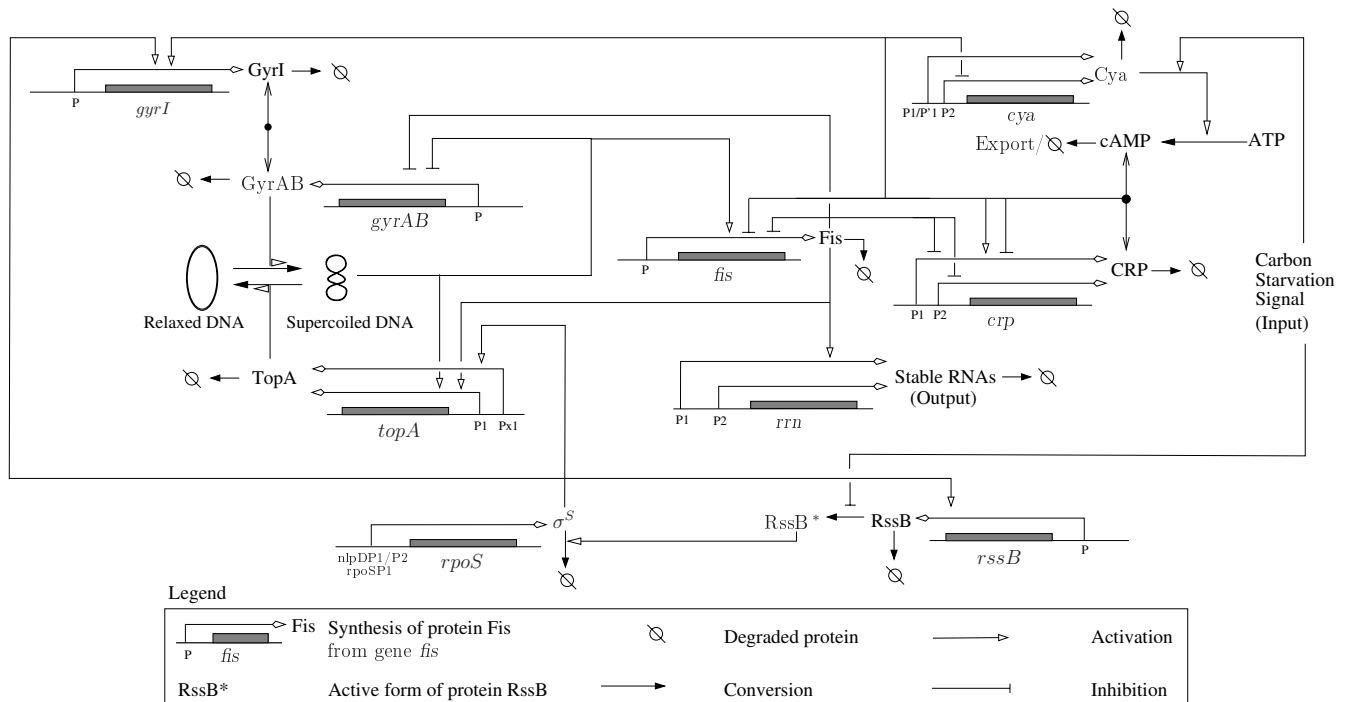 GyrI
P
gyrI
GyrAB
gyrAB
P
Relaxed DNA
Supercoiled DNA
TopA
topA
P1
Px1
P
fis
Fis
P1/P'1
P2
cya
Cya
Export/
cAMP
ATP
CRP
P1
P2
crp
Carbon
Starvation
Signal
(Input)
P1
P2
rrn
Stable RNAs
(Output)
nlpDP1/P2
rpoSP1
rpoS
σS
RssB*
RssB
rssB
P
Legend
P
fis
Fis
Synthesis of protein Fis
from gene fis
Degraded protein
Activation
RssB*
Active form of protein RssB
Conversion
Inhibition